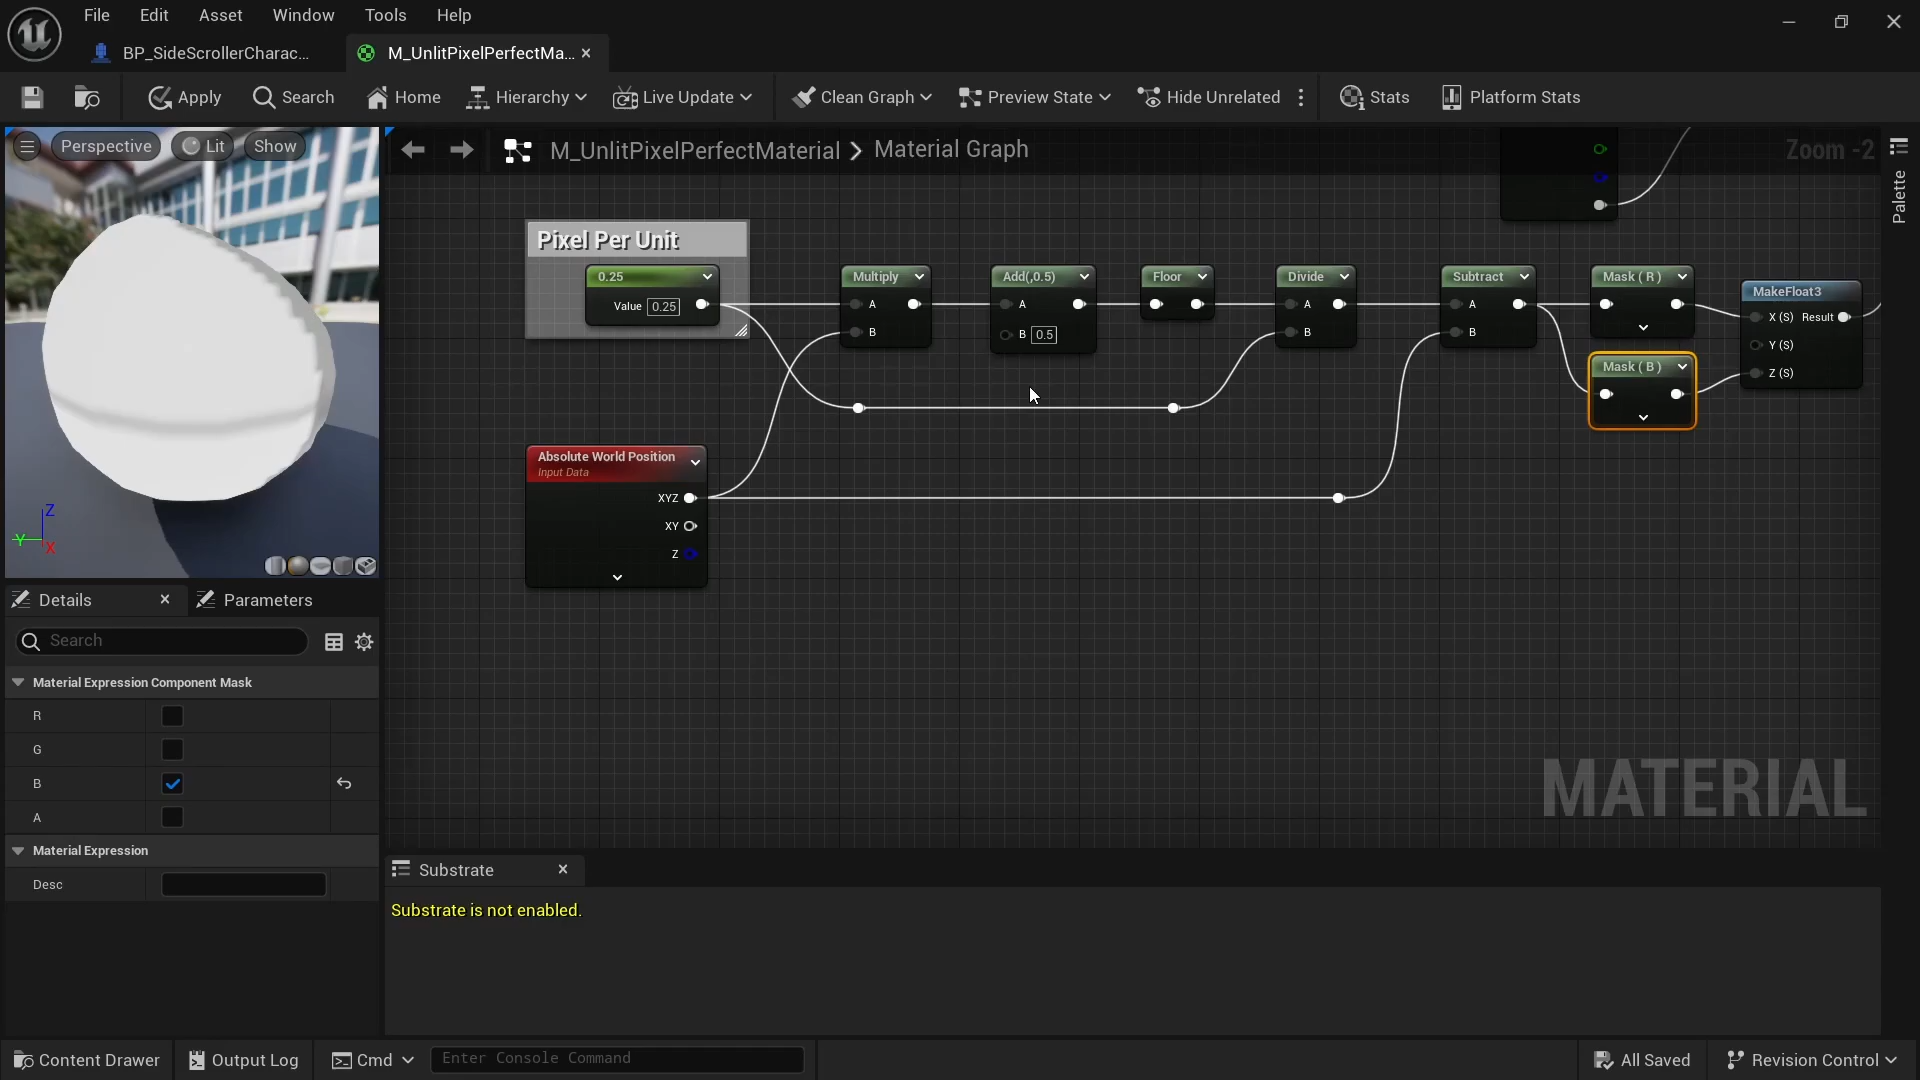 File Edit Asset Window Tools Help
BP_SideScrollerCharac...
M_UnlitPixelPerfectMa...
Apply Search Home Hierarchy Live Update Clean Graph Preview State Hide Unrelated Stats Platform Stats
Perspective Lit Show
M_UnlitPixelPerfectMaterial > Material Graph
Zoom -2
Palette
Pixel Per Unit
0.25
Value 0.25
Multiply
A
B
Add(,0.5)
A
B 0.5
Floor
Divide
A
B
Subtract
A
B
Mask ( R )
Mask ( B )
MakeFloat3
X (S) Result
Y (S)
Z (S)
Absolute World Position
Input Data
XYZ
XY
Z
Z
Y
X
MATERIAL
Details
Parameters
Search
Material Expression Component Mask
R
G
B
A
Material Expression
Desc
Substrate
Substrate is not enabled.
Content Drawer Output Log Cmd Enter Console Command All Saved Revision Control